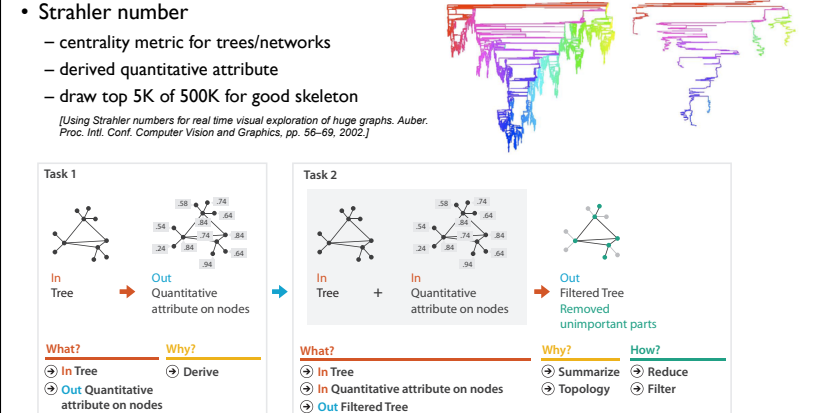 • Strahler number
– centrality metric for trees/networks
– derived quantitative attribute
– draw top 5K of 500K for good skeleton
[Using Strahler numbers for real time visual exploration of huge graphs. Auber.
Proc. Intl. Conf. Computer Vision and Graphics, pp. 56–69, 2002.]
Task 1
.58
.74
.64
.84
.54
.74
.84
.24
.84
.64
.94
In
Tree
Out
Quantitative
attribute on nodes
What?
In Tree
Out Quantitative
attribute on nodes
Why?
Derive
Task 2
.58
.74
.64
.84
.54
.74
.84
.24
.84
.64
.94
In
Tree
+
In
Quantitative
attribute on nodes
Out
Filtered Tree
Removed
unimportant parts
What?
In Tree
In Quantitative attribute on nodes
Out Filtered Tree
Why?
Summarize
Topology
How?
Reduce
Filter